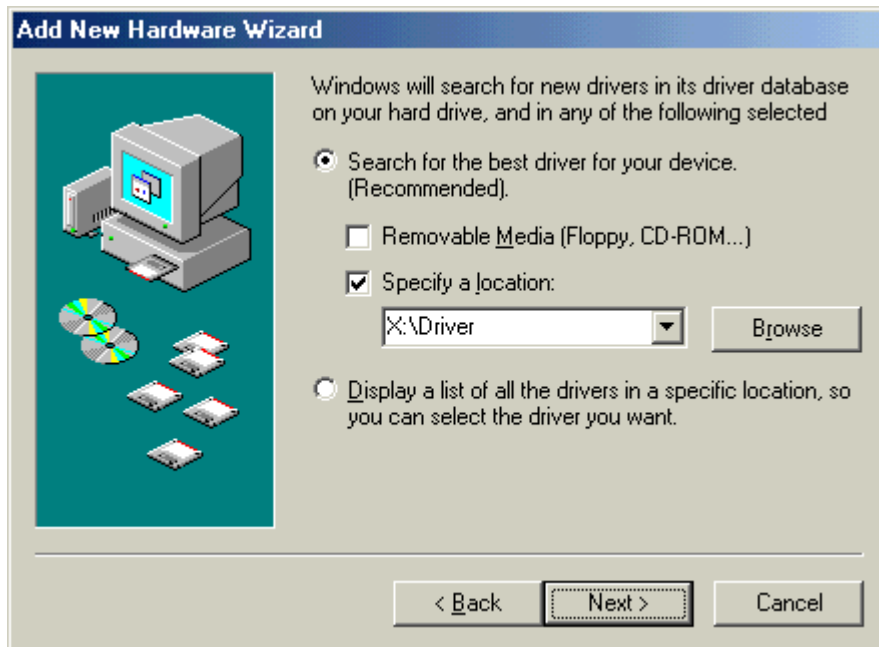 Add New Hardware Wizard
Windows will search for new drivers in its driver database
on your hard drive, and in any of the following selected
Search for the best driver for your device.
(Recommended).
Removable Media (Floppy, CD-ROM...)
Specify a location:
X:\Driver
Browse
Display a list of all the drivers in a specific location, so
you can select the driver you want.
< Back
Next >
Cancel